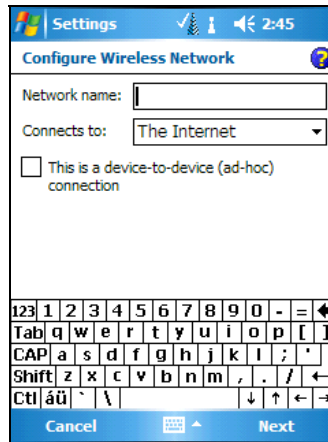 Settings 2:45
Configure Wireless Network ?
Network name:
Connects to: The Internet
This is a device-to-device (ad-hoc)
connection
123 1 2 3 4 5 6 7 8 9 0 - = ←
Tab q w e r t y u i o p [ ]
CAP a s d f g h j k l ; '
Shift z x c v b n m , . / ←
Ctl áü ` \ ↓ ↑ ← →
Cancel Next